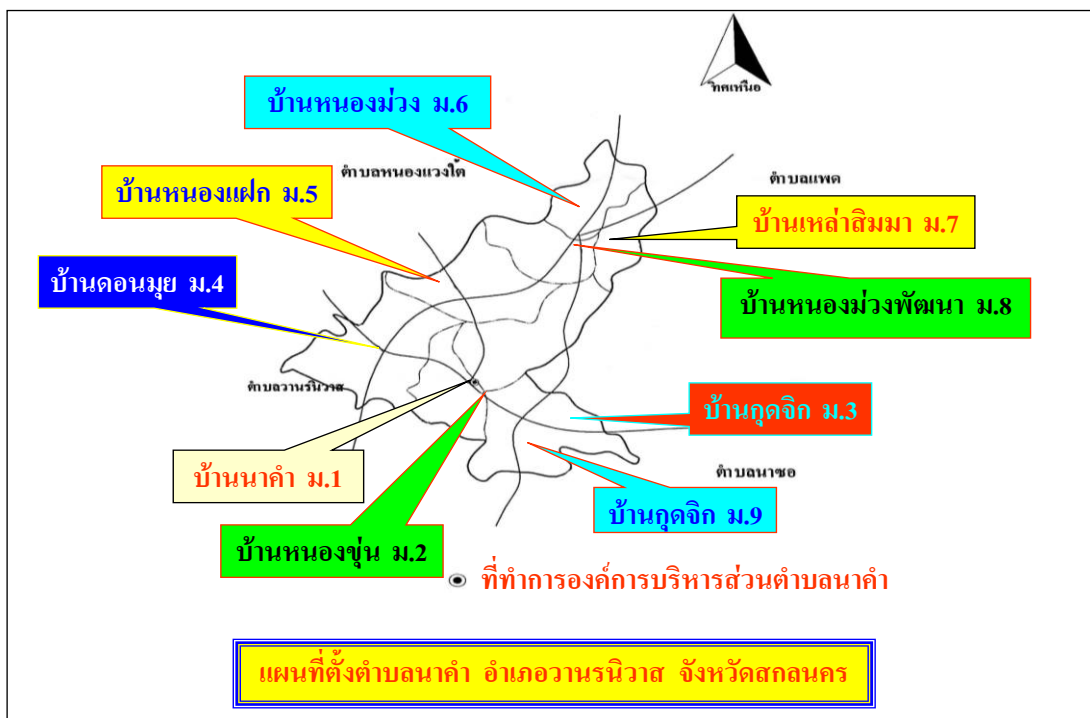 ทิศเหนือ
บ้านหนองม่วง ม.6
ตำบลหนองแวงใต้
ตำบลแพด
บ้านหนองแฝก ม.5
บ้านเหล่าสิมมา ม.7
บ้านดอนมุย ม.4
บ้านหนองม่วงพัฒนา ม.8
ตำบลวานรนิวาส
บ้านกุดจิก ม.3
บ้านนาคำ ม.1
ตำบลนาซอ
บ้านกุดจิก ม.9
บ้านหนองขุ่น ม.2
ที่ทำการองค์การบริหารส่วนตำบลนาคำ
แผนที่ตั้งตำบลนาคำ อำเภอวานรนิวาส จังหวัดสกลนคร